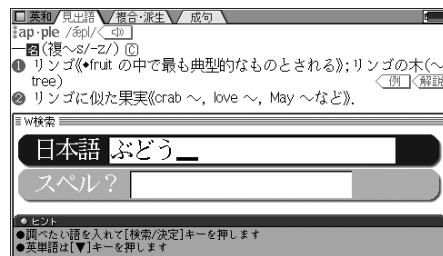 英和 見出語 複合・派生 成句
ap·ple /ǽpl/
名(複〜s/-z/) C
❶ リンゴ《◆fruit の中で最も典型的なものとされる》;リンゴの木(〜
tree) 例 解説
❷ リンゴに似た果実《crab 〜, love 〜, May 〜など》.
W検索
日本語 ぶどう
スペル?
ヒント
●調べたい語を入れて[検索/決定]キーを押します
●英単語は[▼]キーを押します